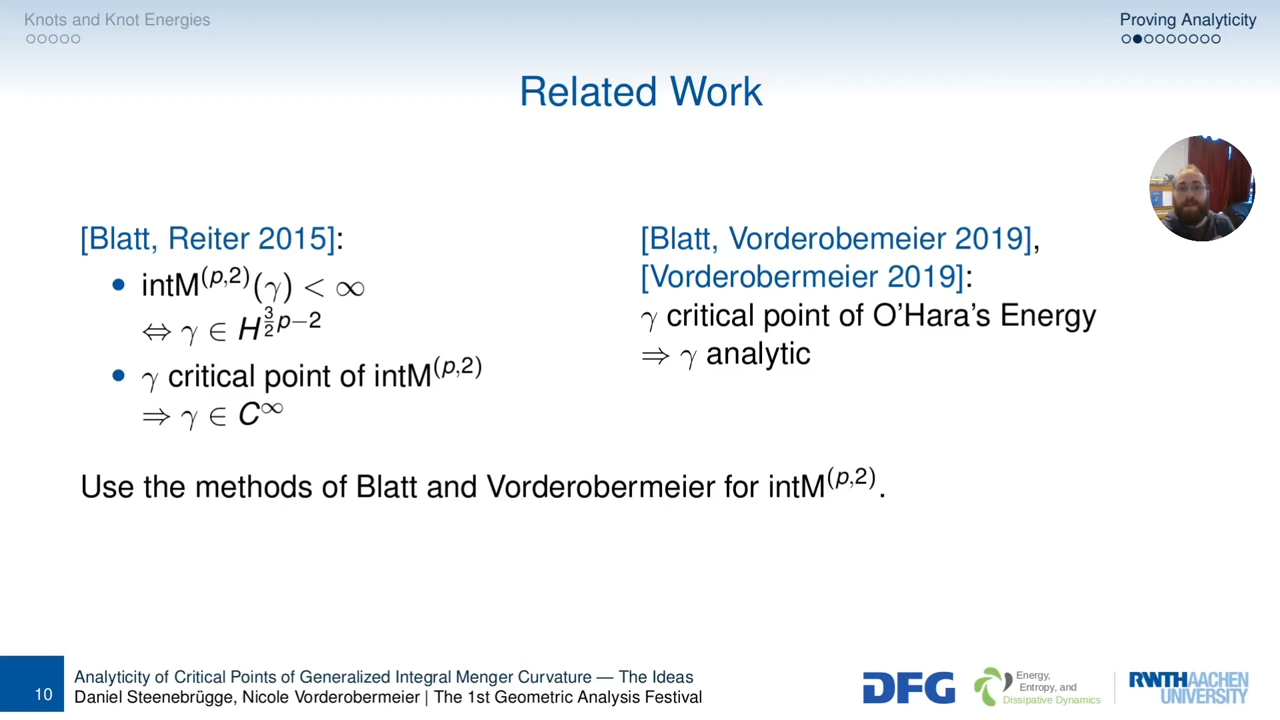 Knots and Knot Energies
Proving Analyticity
Related Work
[Blatt, Reiter 2015]:
• intM^(p,2)(γ) < ∞
⇔ γ ∈ H^(3/2 p−2)
• γ critical point of intM^(p,2)
⇒ γ ∈ C^∞
[Blatt, Vorderobemeier 2019],
[Vorderobermeier 2019]:
γ critical point of O'Hara's Energy
⇒ γ analytic
Use the methods of Blatt and Vorderobermeier for intM^(p,2).
10
Analyticity of Critical Points of Generalized Integral Menger Curvature — The Ideas
Daniel Steenebrügge, Nicole Vorderobermeier | The 1st Geometric Analysis Festival
DFG
Energy,
Entropy, and
Dissipative Dynamics
RWTHAACHEN
UNIVERSITY